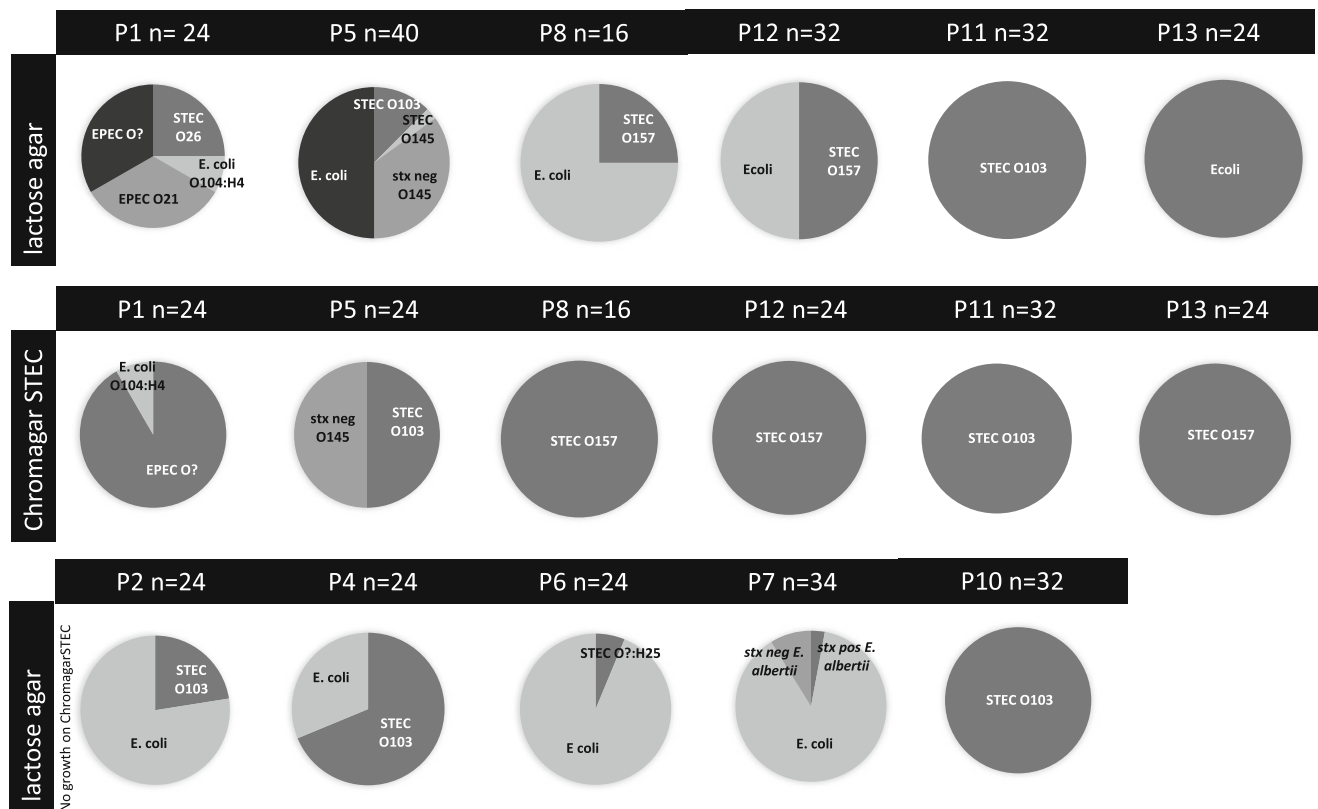 P1 n= 24
P5 n=40
P8 n=16
P12 n=32
P11 n=32
P13 n=24
lactose agar
EPEC O?
STEC
O26
E. coli
O104:H4
EPEC O21
STEC O103
STEC
O145
stx neg
O145
E. coli
STEC
O157
E. coli
Ecoli
STEC
O157
STEC O103
Ecoli
P1 n=24
P5 n=24
P8 n=16
P12 n=24
P11 n=32
P13 n=24
Chromagar STEC
E. coli
O104:H4
EPEC O?
stx neg
O145
STEC
O103
STEC O157
STEC O157
STEC O103
STEC O157
P2 n=24
P4 n=24
P6 n=24
P7 n=34
P10 n=32
lactose agar
No growth on ChromagarSTEC
STEC
O103
E. coli
E. coli
STEC
O103
STEC O?:H25
E coli
stx neg E.
albertii
stx pos E.
albertii
E. coli
STEC O103